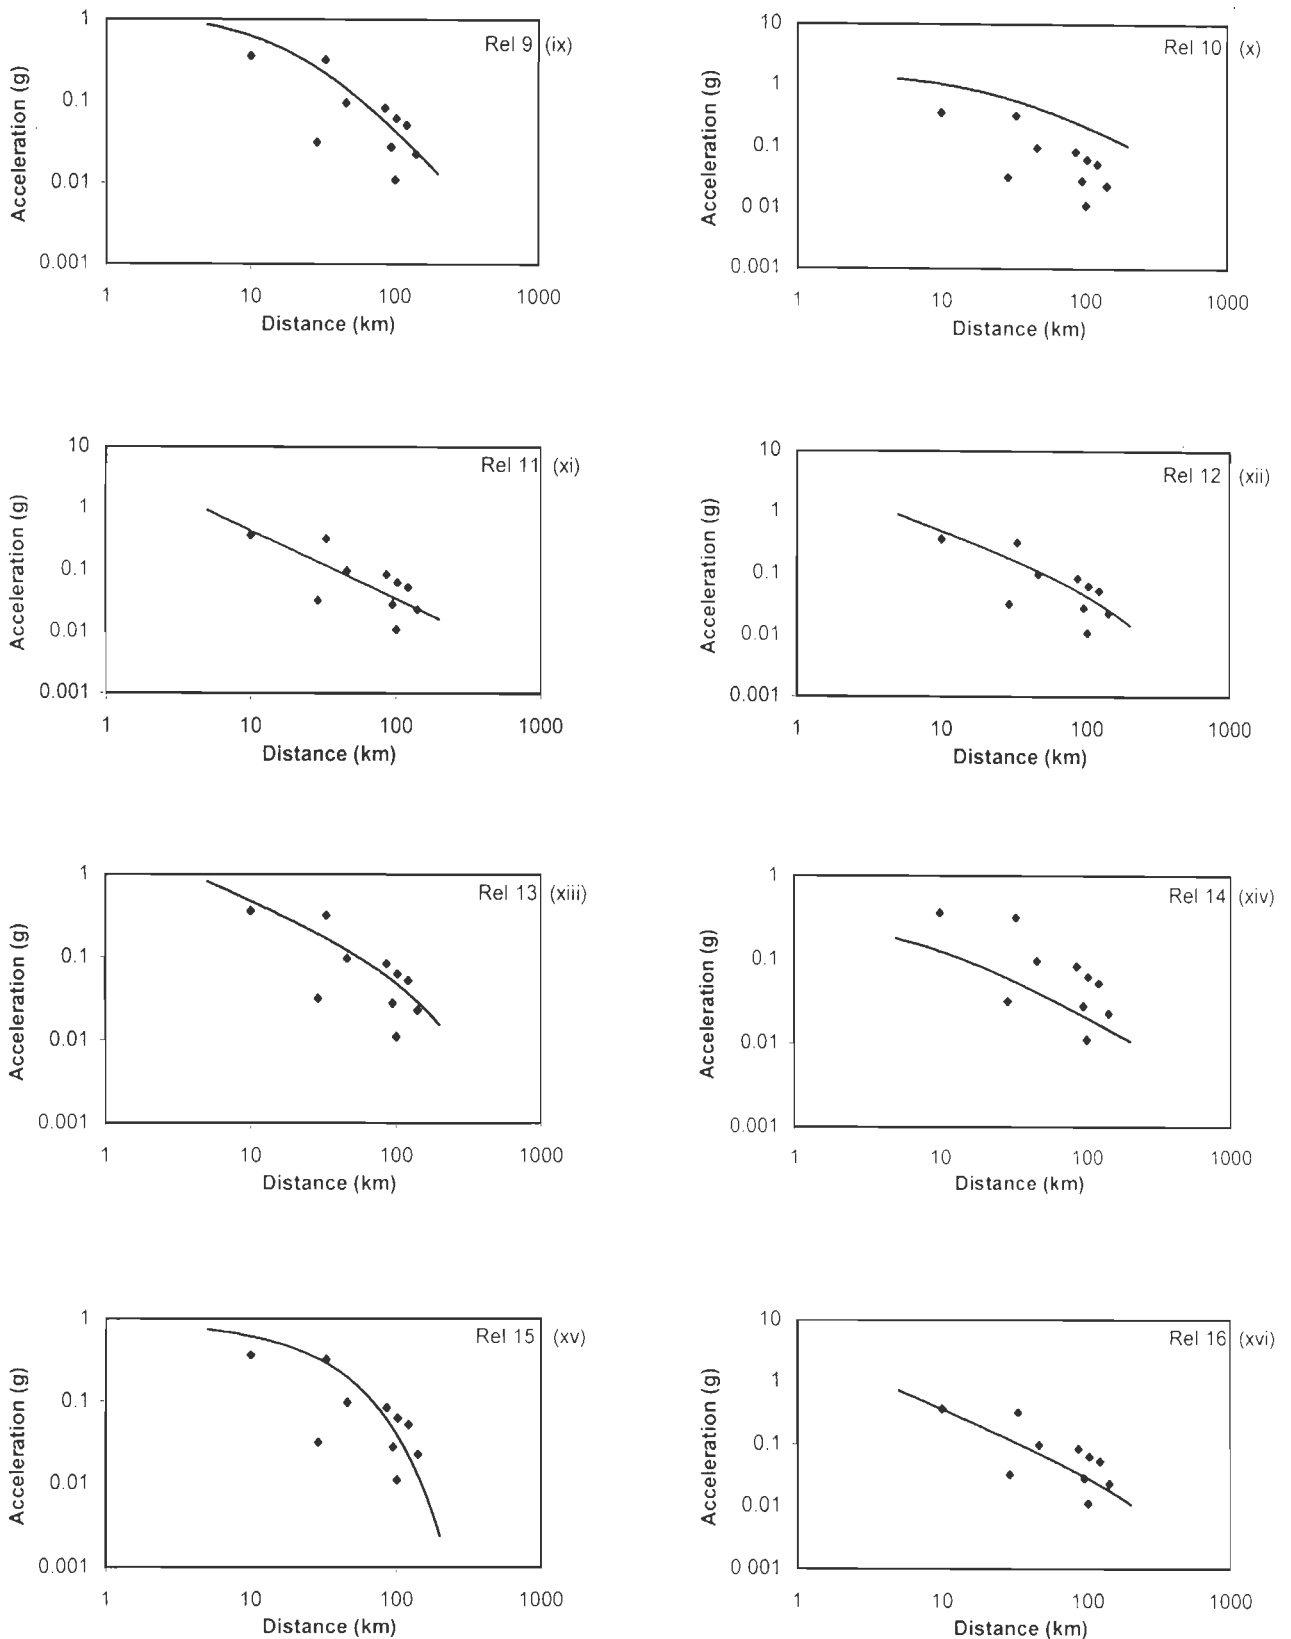 1
Rel 9 (ix)
0.1
0.01
0.001
Acceleration (g)
1 10 100 1000
Distance (km)
10
Rel 10 (x)
1
0.1
0 01
0.001
Acceleration (g)
1 10 100 1000
Distance (km)
10
Rel 11 (xi)
1
0.1
0.01
0.001
Acceleration (g)
1 10 100 1000
Distance (km)
10
Rel 12 (xii)
1
0.1
0.01
0.001
Acceleration (g)
1 10 100 1000
Distance (km)
1
Rel 13 (xiii)
0.1
0.01
0.001
Acceleration (g)
1 10 100 1000
Distance (km)
1
Rel 14 (xiv)
0.1
0.01
0.001
Acceleration (g)
1 10 100 1000
Distance (km)
1
Rel 15 (xv)
0.1
0.01
0.001
Acceleration (g)
1 10 100 1000
Distance (km)
10
Rel 16 (xvi)
1
0.1
0.01
0 001
Acceleration (g)
1 10 100 1000
Distance (km)